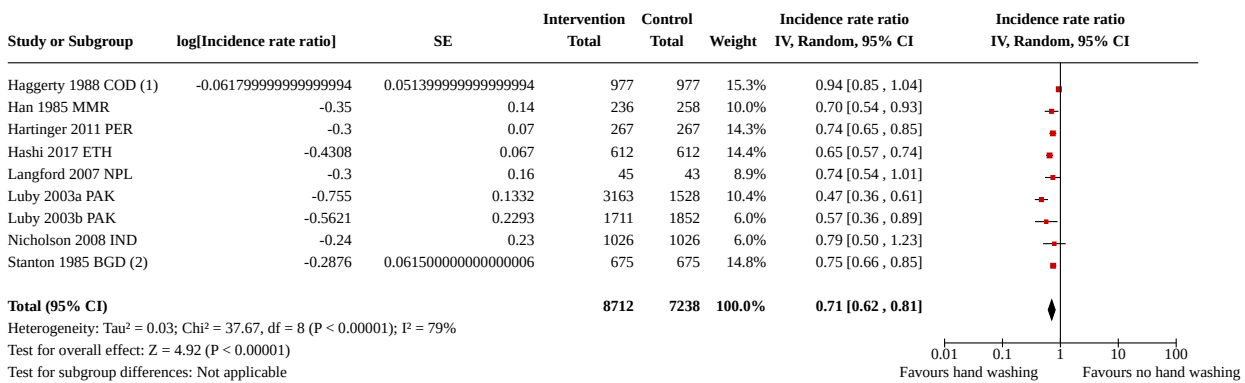 Intervention Control Incidence rate ratio Incidence rate ratio
Study or Subgroup log[Incidence rate ratio] SE Total Total Weight IV, Random, 95% CI IV, Random, 95% CI
Haggerty 1988 COD (1) -0.061799999999999994 0.051399999999999994 977 977 15.3% 0.94 [0.85 , 1.04]
Han 1985 MMR -0.35 0.14 236 258 10.0% 0.70 [0.54 , 0.93]
Hartinger 2011 PER -0.3 0.07 267 267 14.3% 0.74 [0.65 , 0.85]
Hashi 2017 ETH -0.4308 0.067 612 612 14.4% 0.65 [0.57 , 0.74]
Langford 2007 NPL -0.3 0.16 45 43 8.9% 0.74 [0.54 , 1.01]
Luby 2003a PAK -0.755 0.1332 3163 1528 10.4% 0.47 [0.36 , 0.61]
Luby 2003b PAK -0.5621 0.2293 1711 1852 6.0% 0.57 [0.36 , 0.89]
Nicholson 2008 IND -0.24 0.23 1026 1026 6.0% 0.79 [0.50 , 1.23]
Stanton 1985 BGD (2) -0.2876 0.061500000000000006 675 675 14.8% 0.75 [0.66 , 0.85]
Total (95% CI) 8712 7238 100.0% 0.71 [0.62 , 0.81]
Heterogeneity: Tau² = 0.03; Chi² = 37.67, df = 8 (P < 0.00001); I² = 79%
Test for overall effect: Z = 4.92 (P < 0.00001)
0.01 0.1 1 10 100
Test for subgroup differences: Not applicable
Favours hand washing Favours no hand washing